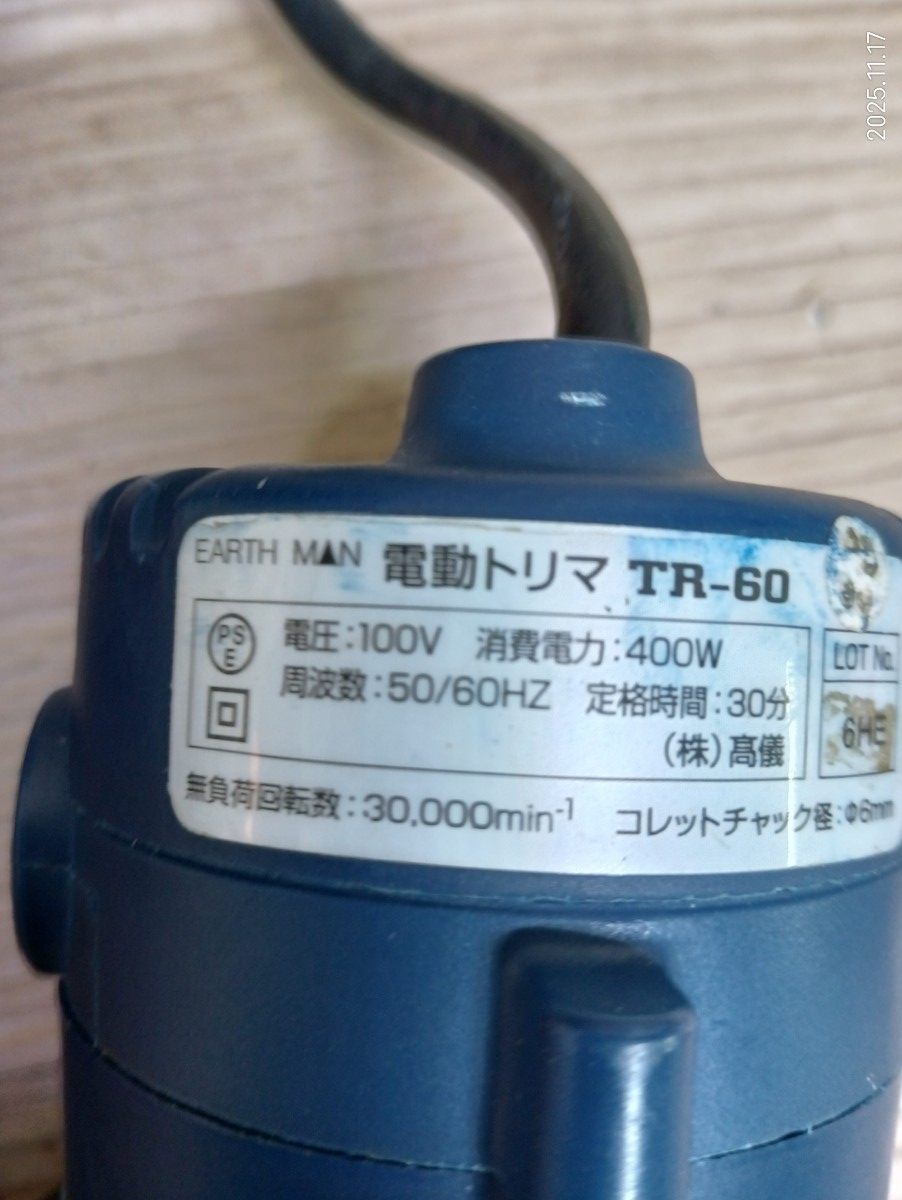 2025.11.17
EARTH MAN 電動トリマ TR-60
PS
E
電圧:100V 消費電力:400W
周波数:50/60HZ 定格時間:30分
(株)髙儀
LOT No.
6HE
無負荷回転数:30,000min⁻¹ コレットチャック径:Φ6mm